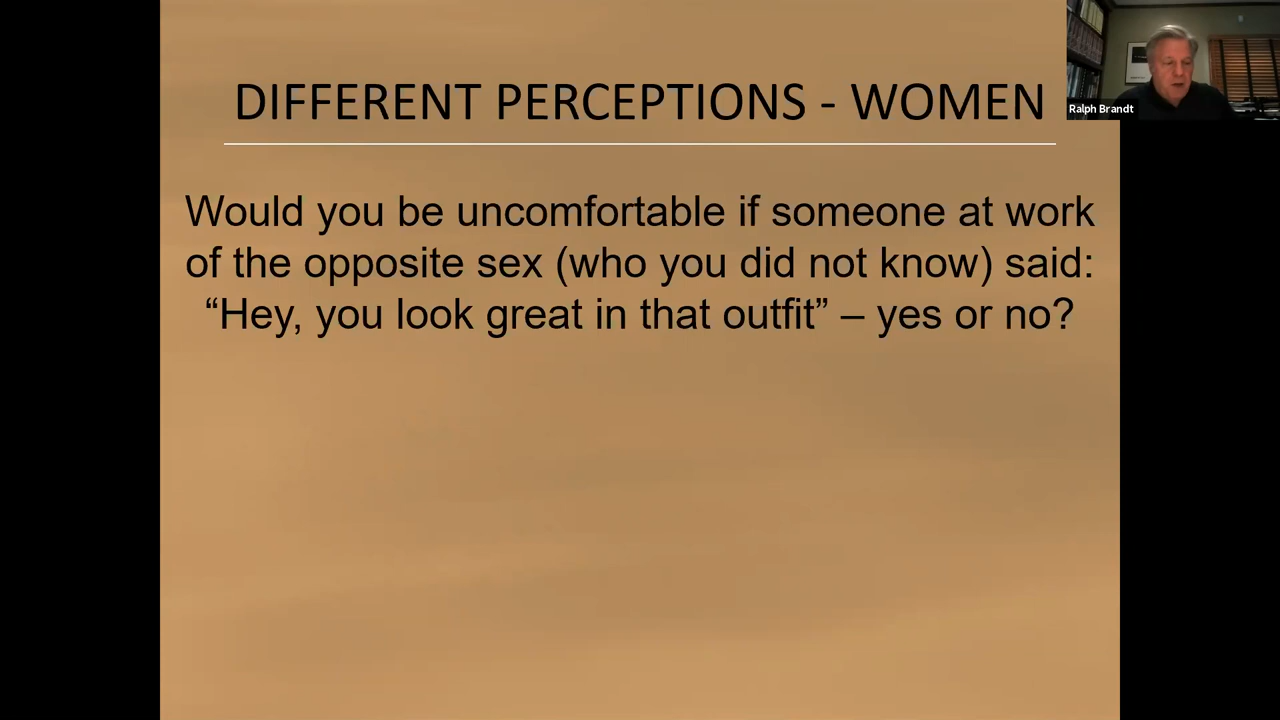 DIFFERENT PERCEPTIONS - WOMEN
Ralph Brandt
Would you be uncomfortable if someone at work
of the opposite sex (who you did not know) said:
“Hey, you look great in that outfit” – yes or no?